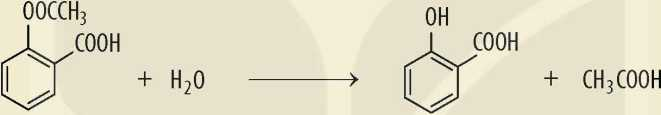 OOCCH₃ OH
COOH COOH
+ H₂O ⟶ + CH₃COOH